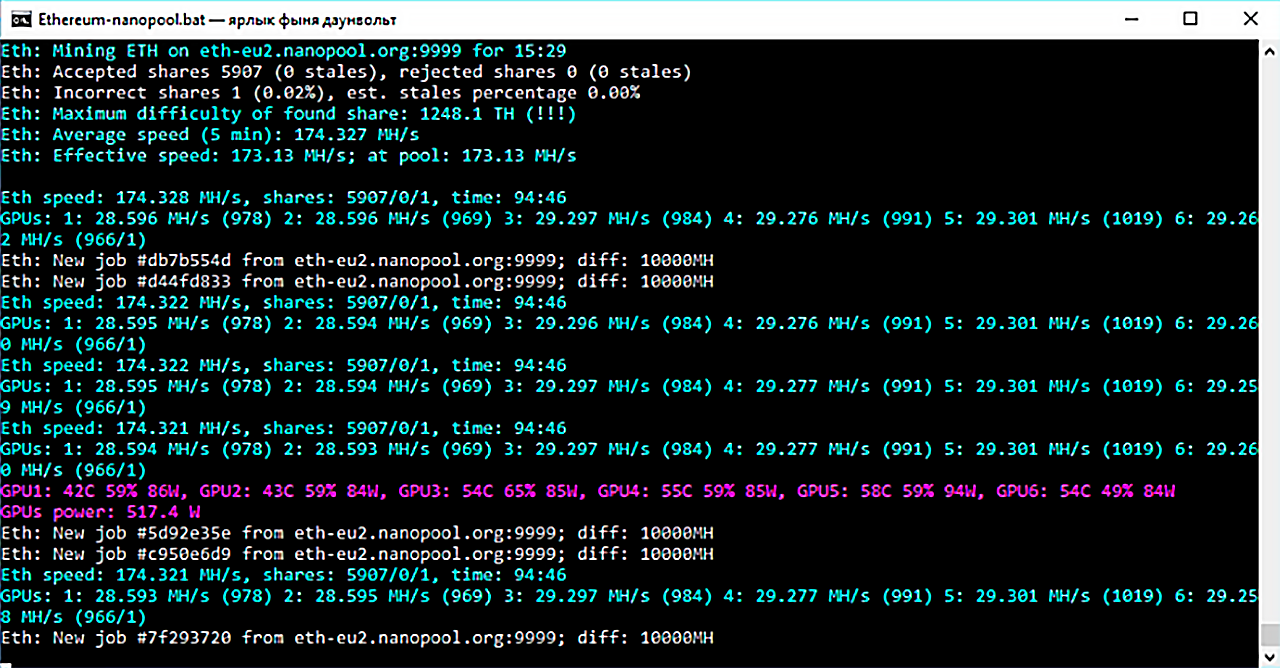 Ethereum-nanopool.bat — ярлык фыня даунвольт
Eth: Mining ETH on eth-eu2.nanopool.org:9999 for 15:29
Eth: Accepted shares 5907 (0 stales), rejected shares 0 (0 stales)
Eth: Incorrect shares 1 (0.02%), est. stales percentage 0.00%
Eth: Maximum difficulty of found share: 1248.1 TH (!!!)
Eth: Average speed (5 min): 174.327 MH/s
Eth: Effective speed: 173.13 MH/s; at pool: 173.13 MH/s
Eth speed: 174.328 MH/s, shares: 5907/0/1, time: 94:46
GPUs: 1: 28.596 MH/s (978) 2: 28.596 MH/s (969) 3: 29.297 MH/s (984) 4: 29.276 MH/s (991) 5: 29.301 MH/s (1019) 6: 29.26
2 MH/s (966/1)
Eth: New job #db7b554d from eth-eu2.nanopool.org:9999; diff: 10000MH
Eth: New job #d44fd833 from eth-eu2.nanopool.org:9999; diff: 10000MH
Eth speed: 174.322 MH/s, shares: 5907/0/1, time: 94:46
GPUs: 1: 28.595 MH/s (978) 2: 28.594 MH/s (969) 3: 29.296 MH/s (984) 4: 29.276 MH/s (991) 5: 29.301 MH/s (1019) 6: 29.26
0 MH/s (966/1)
Eth speed: 174.322 MH/s, shares: 5907/0/1, time: 94:46
GPUs: 1: 28.595 MH/s (978) 2: 28.594 MH/s (969) 3: 29.297 MH/s (984) 4: 29.277 MH/s (991) 5: 29.301 MH/s (1019) 6: 29.25
9 MH/s (966/1)
Eth speed: 174.321 MH/s, shares: 5907/0/1, time: 94:46
GPUs: 1: 28.594 MH/s (978) 2: 28.593 MH/s (969) 3: 29.297 MH/s (984) 4: 29.277 MH/s (991) 5: 29.301 MH/s (1019) 6: 29.26
0 MH/s (966/1)
GPU1: 42C 59% 86W, GPU2: 43C 59% 84W, GPU3: 54C 65% 85W, GPU4: 55C 59% 85W, GPU5: 58C 59% 94W, GPU6: 54C 49% 84W
GPUs power: 517.4 W
Eth: New job #5d92e35e from eth-eu2.nanopool.org:9999; diff: 10000MH
Eth: New job #c950e6d9 from eth-eu2.nanopool.org:9999; diff: 10000MH
Eth speed: 174.321 MH/s, shares: 5907/0/1, time: 94:46
GPUs: 1: 28.593 MH/s (978) 2: 28.595 MH/s (969) 3: 29.297 MH/s (984) 4: 29.277 MH/s (991) 5: 29.301 MH/s (1019) 6: 29.25
8 MH/s (966/1)
Eth: New job #7f293720 from eth-eu2.nanopool.org:9999; diff: 10000MH